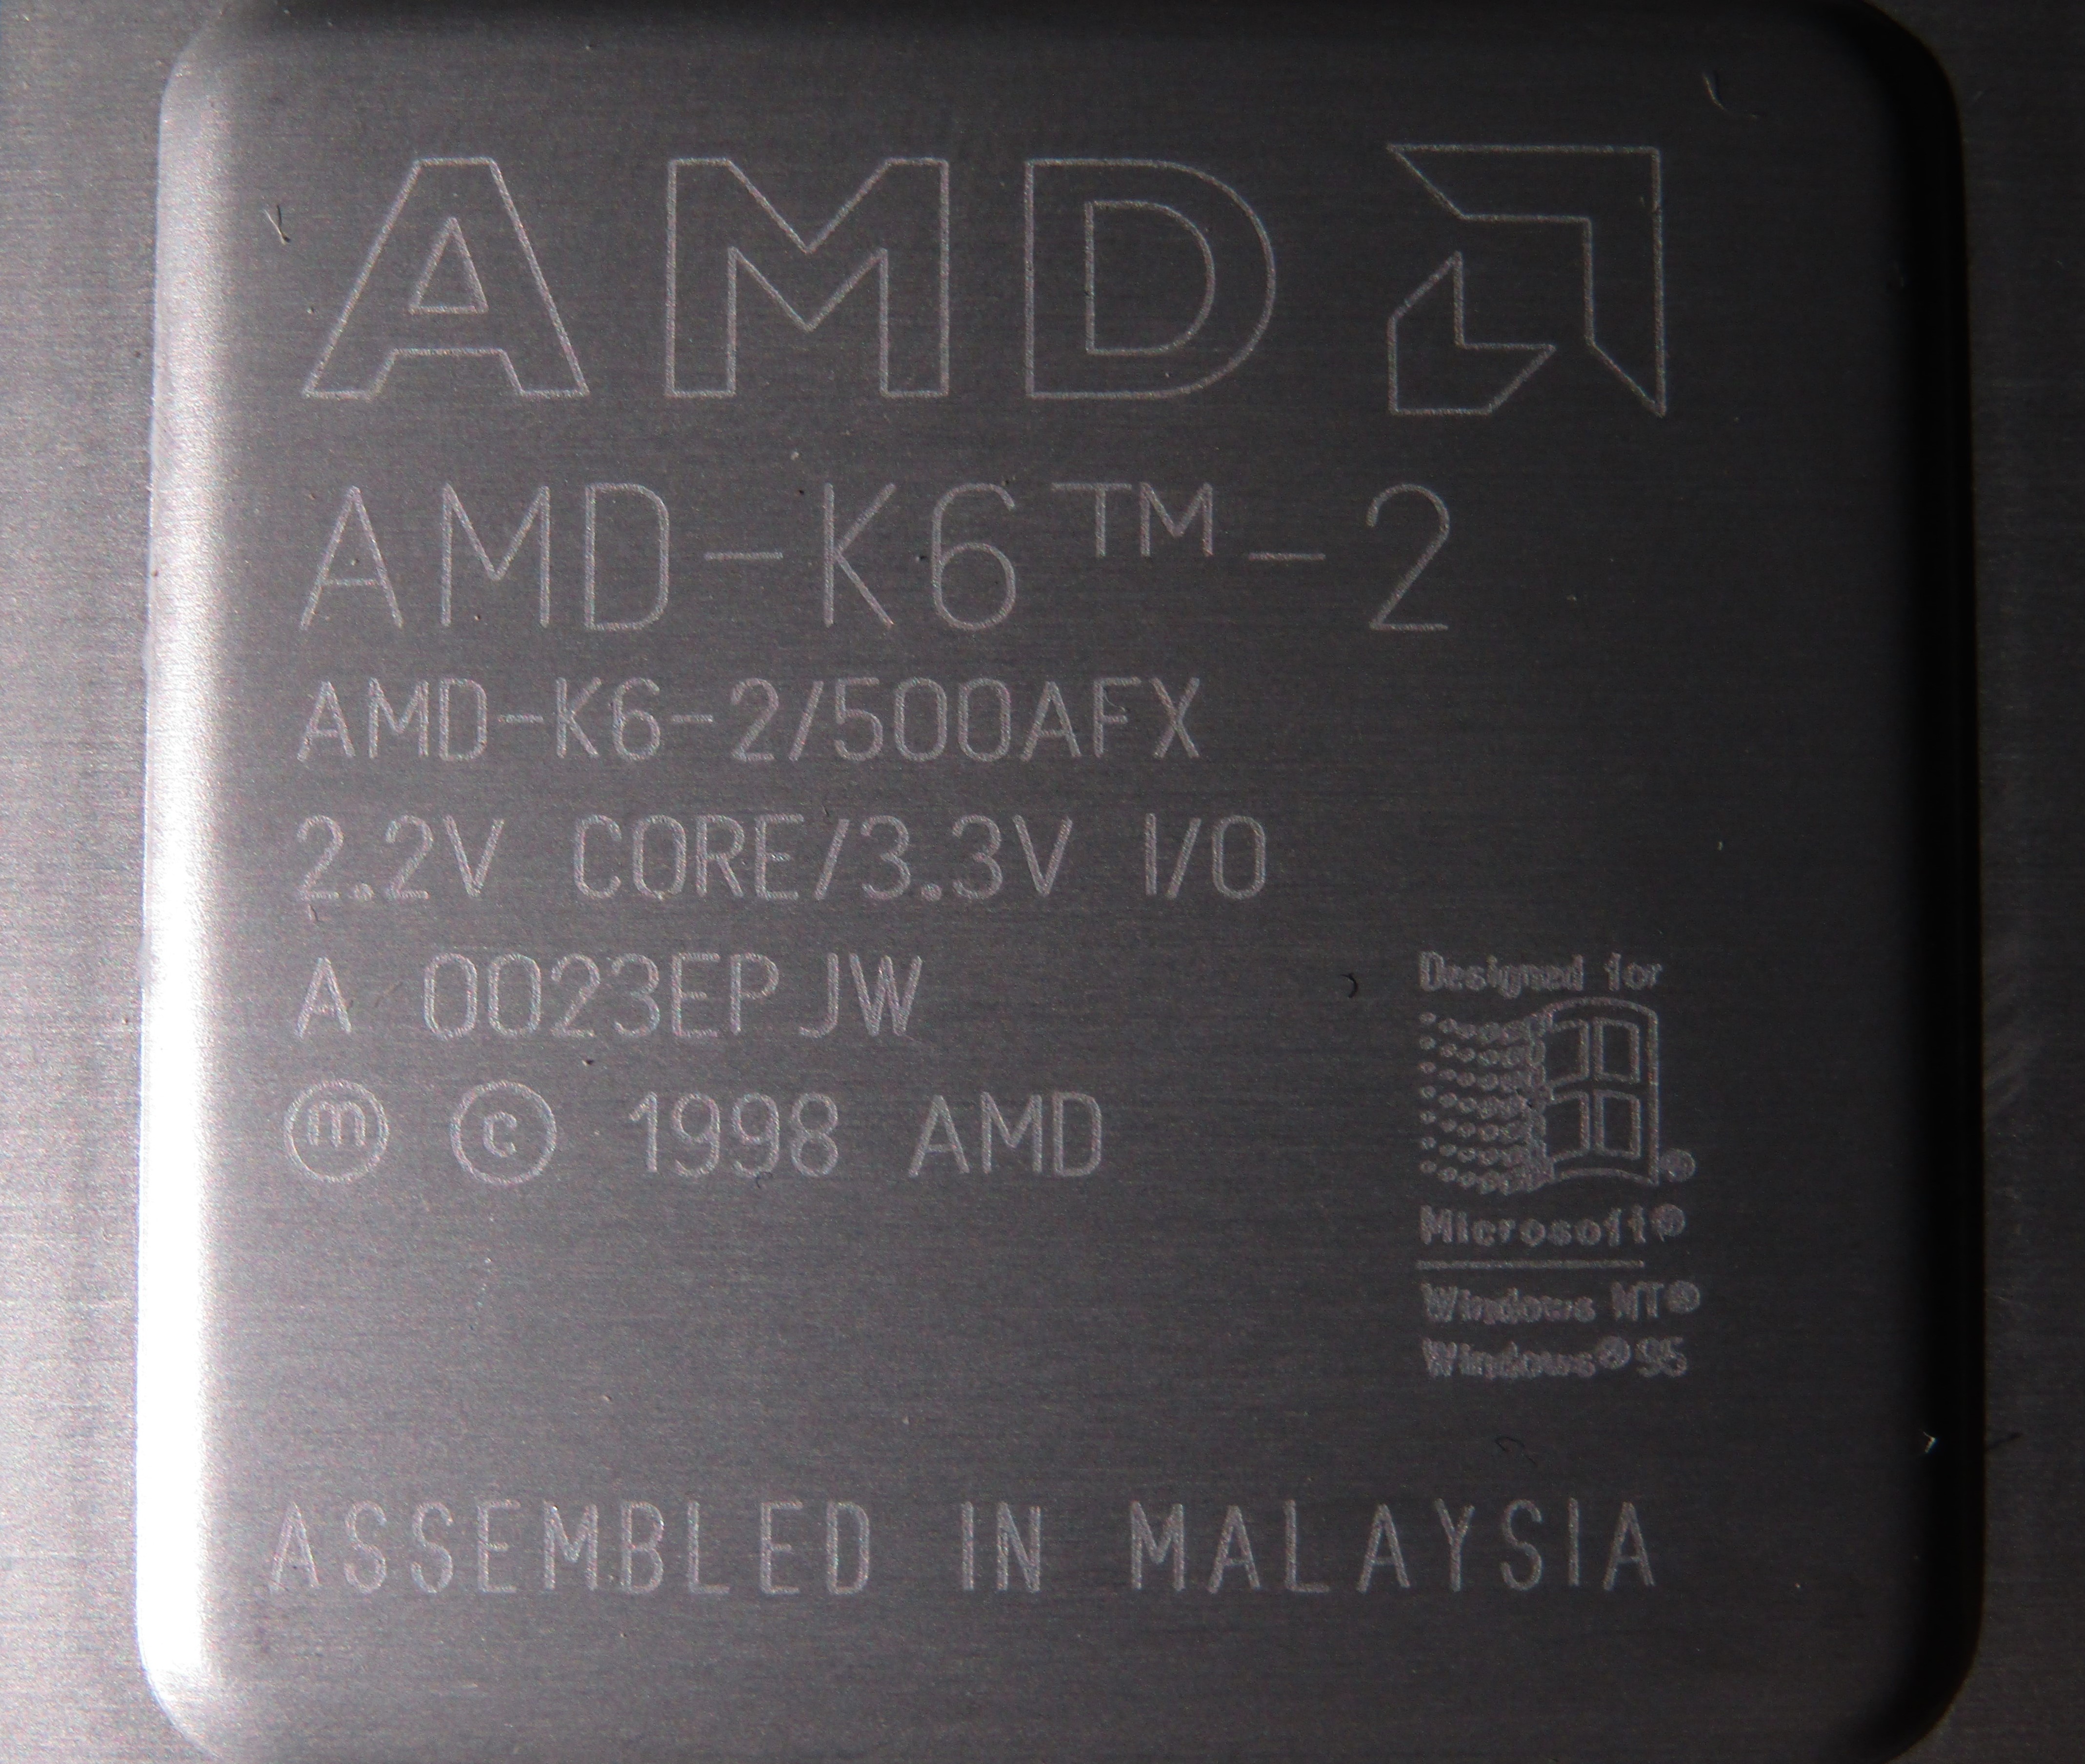 AMD
AMD-K6™-2
AMD-K6-2/500AFX
2.2V CORE/3.3V I/O
A 0023EPJW
ⓜ © 1998 AMD
Designed for
®
Microsoft®
Windows NT®
Windows® 95
ASSEMBLED IN MALAYSIA